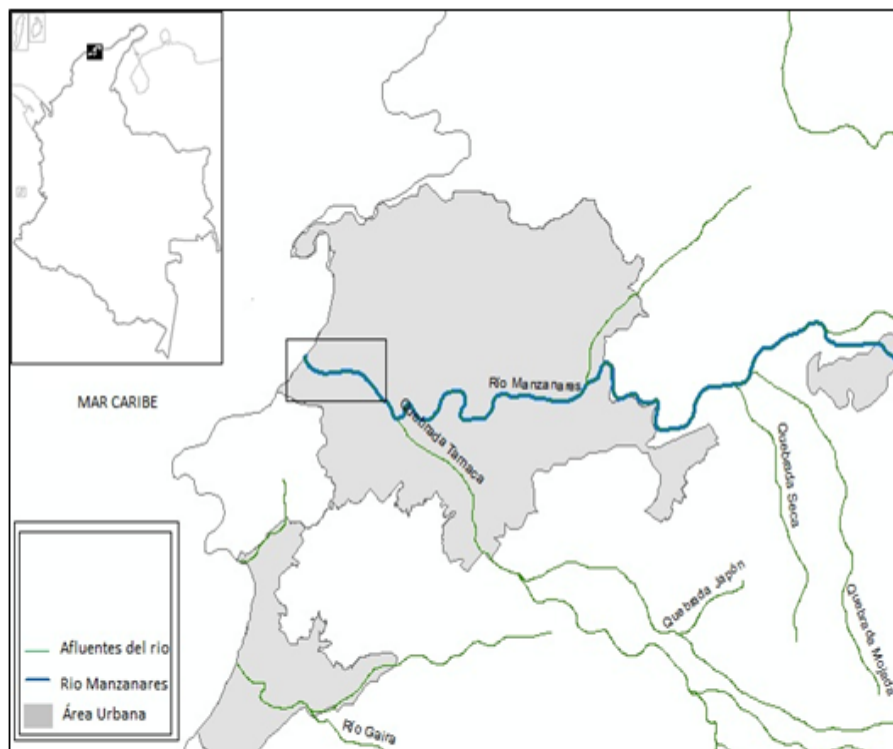 Río Manzanares
MAR CARIBE
Quebrada Tamaca
Quebrada Seca
Quebrada Japón
Quebrada Mojada
Río Gaira
Afluentes del rio
Rio Manzanares
Área Urbana